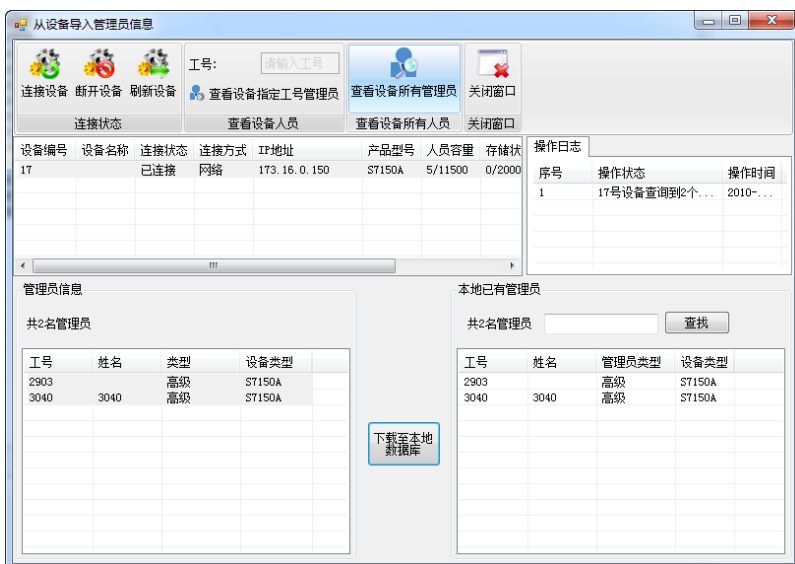 从设备导入管理员信息
连接设备 断开设备 刷新设备 工号: 请输入工号 查看设备指定工号管理员 查看设备所有管理员 关闭窗口
连接状态 查看设备人员 查看设备所有人员 关闭窗口
设备编号 设备名称 连接状态 连接方式 IP地址 产品型号 人员容量 存储状
17 已连接 网络 173.16.0.150 S7150A 5/11500 0/2000
操作日志
序号 操作状态 操作时间
1 17号设备查询到2个... 2010-...
管理员信息
共2名管理员
工号 姓名 类型 设备类型
2903 高级 S7150A
3040 3040 高级 S7150A
下载至本地
数据库
本地已有管理员
共2名管理员 查找
工号 姓名 管理员类型 设备类型
2903 高级 S7150A
3040 3040 高级 S7150A